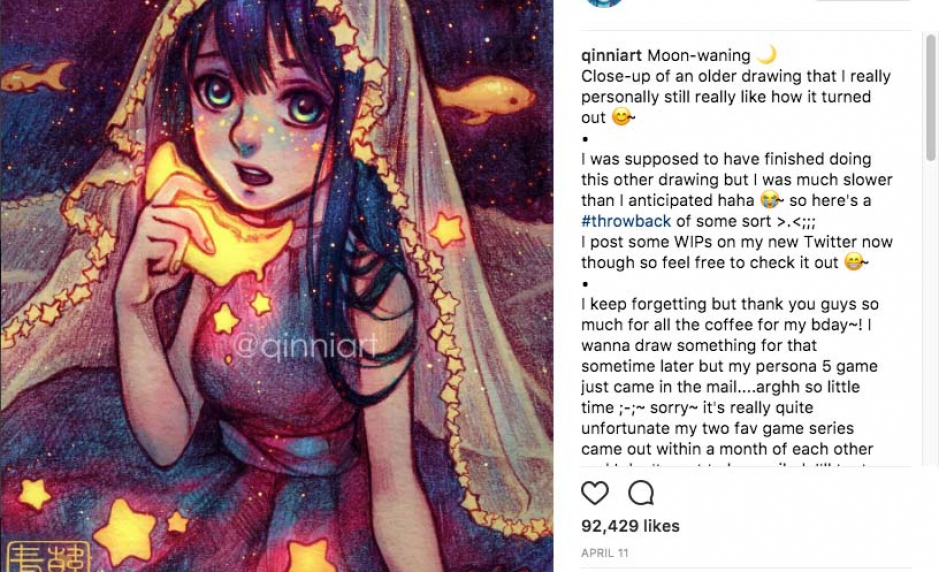 @qinniart
qinniart Moon-waning 🌙
Close-up of an older drawing that I really
personally still really like how it turned
out 😊~
•
I was supposed to have finished doing
this other drawing but I was much slower
than I anticipated haha 😭~ so here's a
#throwback of some sort >.<;;;
I post some WIPs on my new Twitter now
though so feel free to check it out 😁~
•
I keep forgetting but thank you guys so
much for all the coffee for my bday~! I
wanna draw something for that
sometime later but my persona 5 game
just came in the mail....arghh so little
time ;-;~ sorry~ it's really quite
unfortunate my two fav game series
came out within a month of each other
92,429 likes
APRIL 11